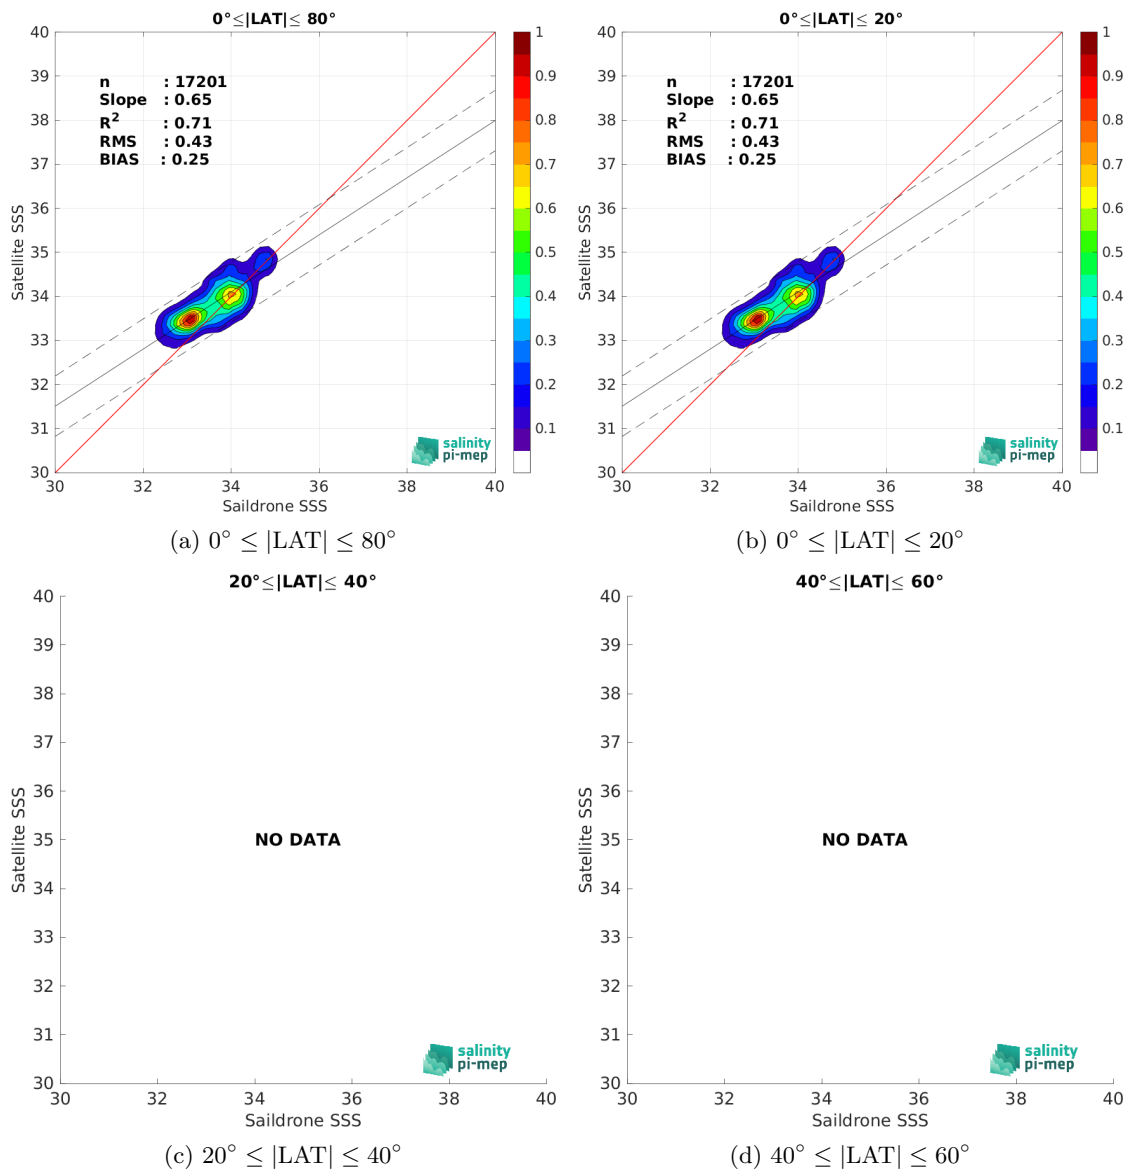 0°≤|LAT|≤ 80°
40
39
38
37
36
35
34
33
32
31
30
Satellite SSS
n : 17201
Slope : 0.65
R² : 0.71
RMS : 0.43
BIAS : 0.25
1
0.9
0.8
0.7
0.6
0.5
0.4
0.3
0.2
0.1
salinity
pi-mep
30 32 34 36 38 40
Saildrone SSS
(a) 0° ≤ |LAT| ≤ 80°
0°≤|LAT|≤ 20°
40
39
38
37
36
35
34
33
32
31
30
Satellite SSS
n : 17201
Slope : 0.65
R² : 0.71
RMS : 0.43
BIAS : 0.25
1
0.9
0.8
0.7
0.6
0.5
0.4
0.3
0.2
0.1
salinity
pi-mep
30 32 34 36 38 40
Saildrone SSS
(b) 0° ≤ |LAT| ≤ 20°
20°≤|LAT|≤ 40°
40
39
38
37
36
35
34
33
32
31
30
Satellite SSS
NO DATA
salinity
pi-mep
30 32 34 36 38 40
Saildrone SSS
(c) 20° ≤ |LAT| ≤ 40°
40°≤|LAT|≤ 60°
40
39
38
37
36
35
34
33
32
31
30
Satellite SSS
NO DATA
salinity
pi-mep
30 32 34 36 38 40
Saildrone SSS
(d) 40° ≤ |LAT| ≤ 60°